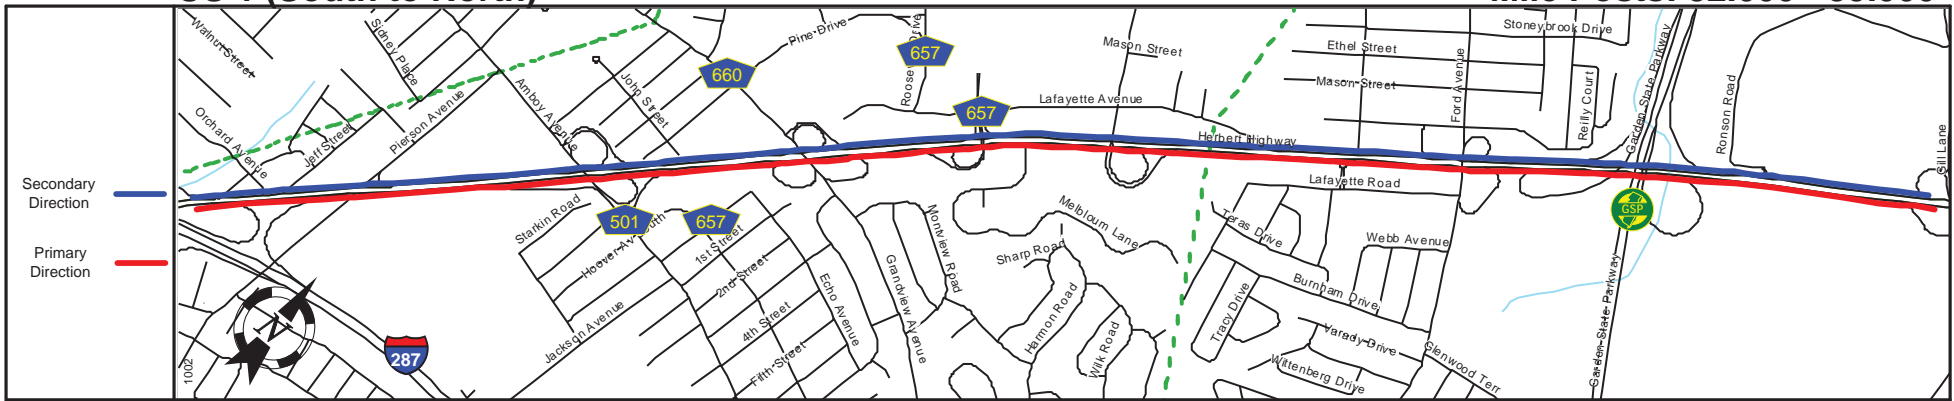 Secondary
Direction
Primary
Direction
Walnut Street
Sidney Place
Orchard Avenue
Jeff Street
Pierson Avenue
Amboy Avenue
John Street
660
Pine Drive
657
657
Mason Street
Lafayette Avenue
Herbert Highway
Ethel Street
Mason Street
Stoneybrook Drive
Ford Avenue
Reilly Court
Garden State Parkway
Ronson Road
Gill Lane
Starkin Road
501
657
Hoover Av
South
1st Street
2nd Street
4th Street
Fifth Street
Jackson Avenue
Echo Avenue
Grandview Avenue
Montview Road
Sharp Road
Melbloum Lane
Harmon Road
Wilk Road
Lafayette Road
Teras Drive
Webb Avenue
Burnham Drive
Tracy Drive
Varady Drive
Wittenberg Drive
Glenwood Terr
GSP
Garden State Parkway
287
1002
N